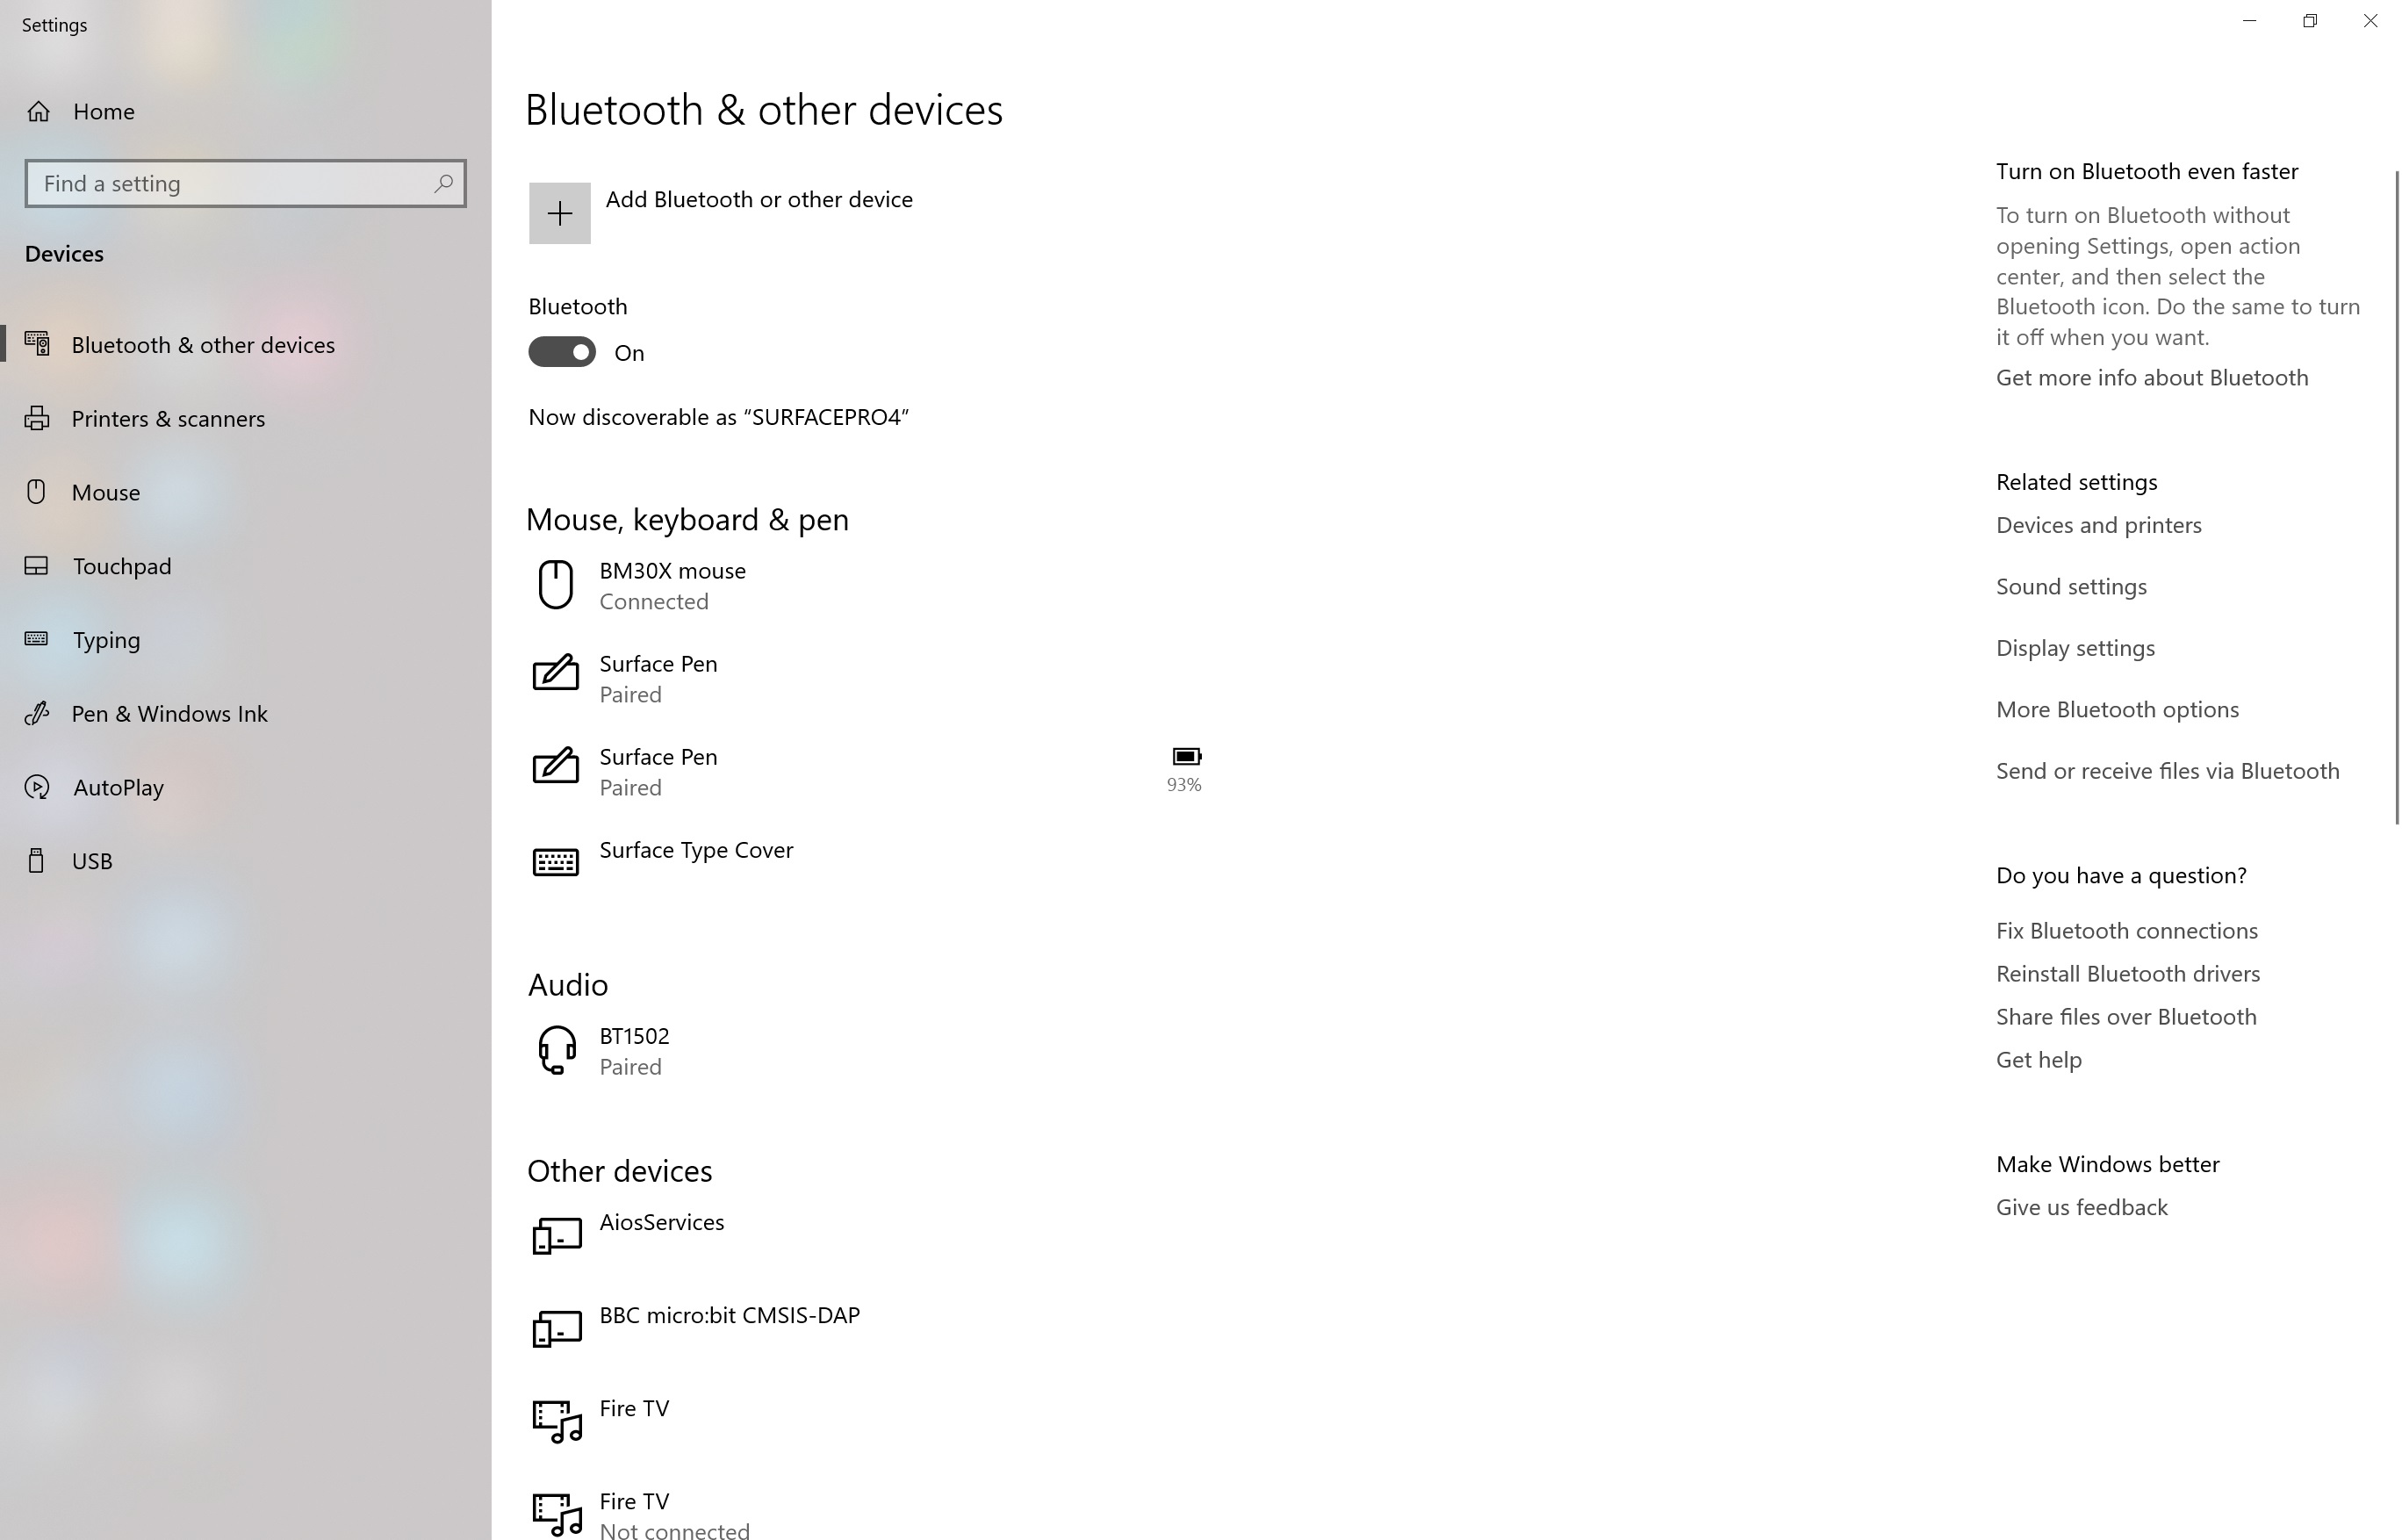 Settings
Home
Find a setting
Devices
Bluetooth & other devices
Printers & scanners
Mouse
Touchpad
Typing
Pen & Windows Ink
AutoPlay
USB
Bluetooth & other devices
Add Bluetooth or other device
Bluetooth
On
Now discoverable as “SURFACEPRO4”
Mouse, keyboard & pen
BM30X mouse
Connected
Surface Pen
Paired
Surface Pen
Paired
93%
Surface Type Cover
Audio
BT1502
Paired
Other devices
AiosServices
BBC micro:bit CMSIS-DAP
Fire TV
Fire TV
Not connected
Turn on Bluetooth even faster
To turn on Bluetooth without
opening Settings, open action
center, and then select the
Bluetooth icon. Do the same to turn
it off when you want.
Get more info about Bluetooth
Related settings
Devices and printers
Sound settings
Display settings
More Bluetooth options
Send or receive files via Bluetooth
Do you have a question?
Fix Bluetooth connections
Reinstall Bluetooth drivers
Share files over Bluetooth
Get help
Make Windows better
Give us feedback